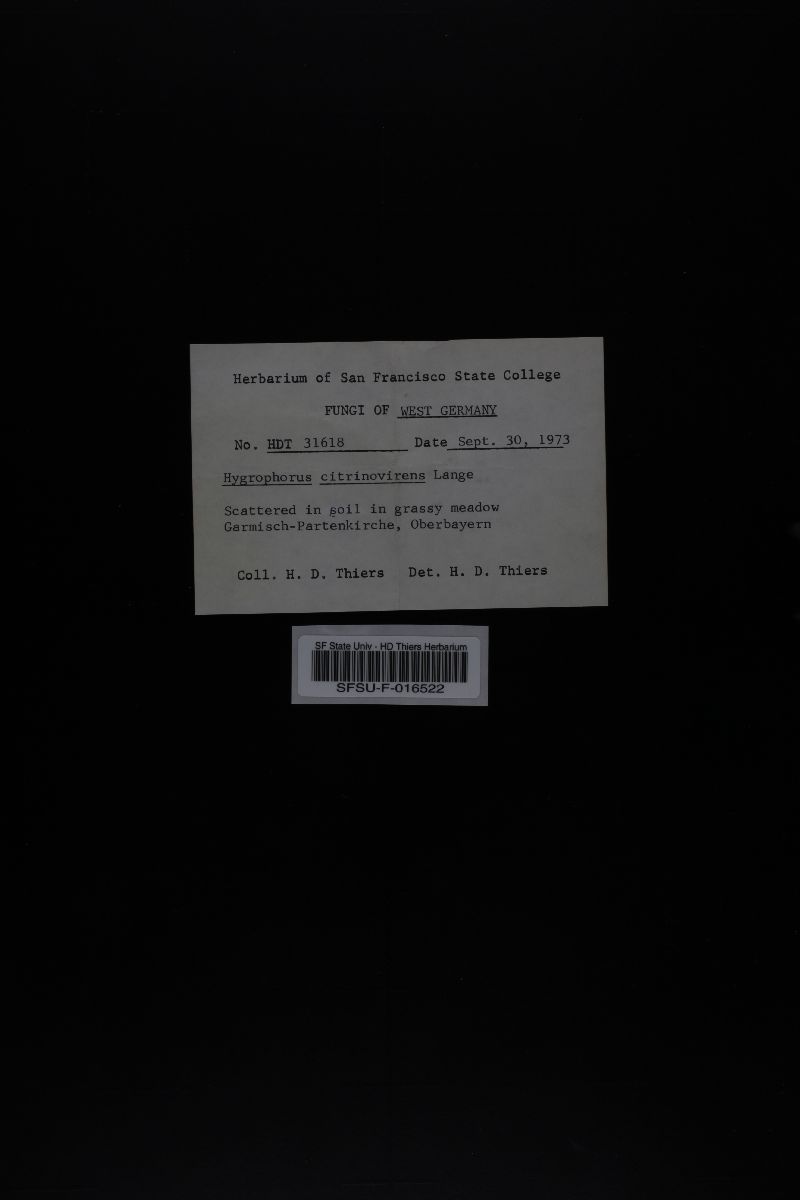 Herbarium of San Francisco State College
FUNGI OF WEST GERMANY
No. HDT 31618 Date Sept. 30, 1973
Hygrophorus citrinovirens Lange
Scattered in soil in grassy meadow
Garmisch-Partenkirche, Oberbayern
Coll. H. D. Thiers Det. H. D. Thiers
SF State Univ - HD Thiers Herbarium
SFSU-F-016522